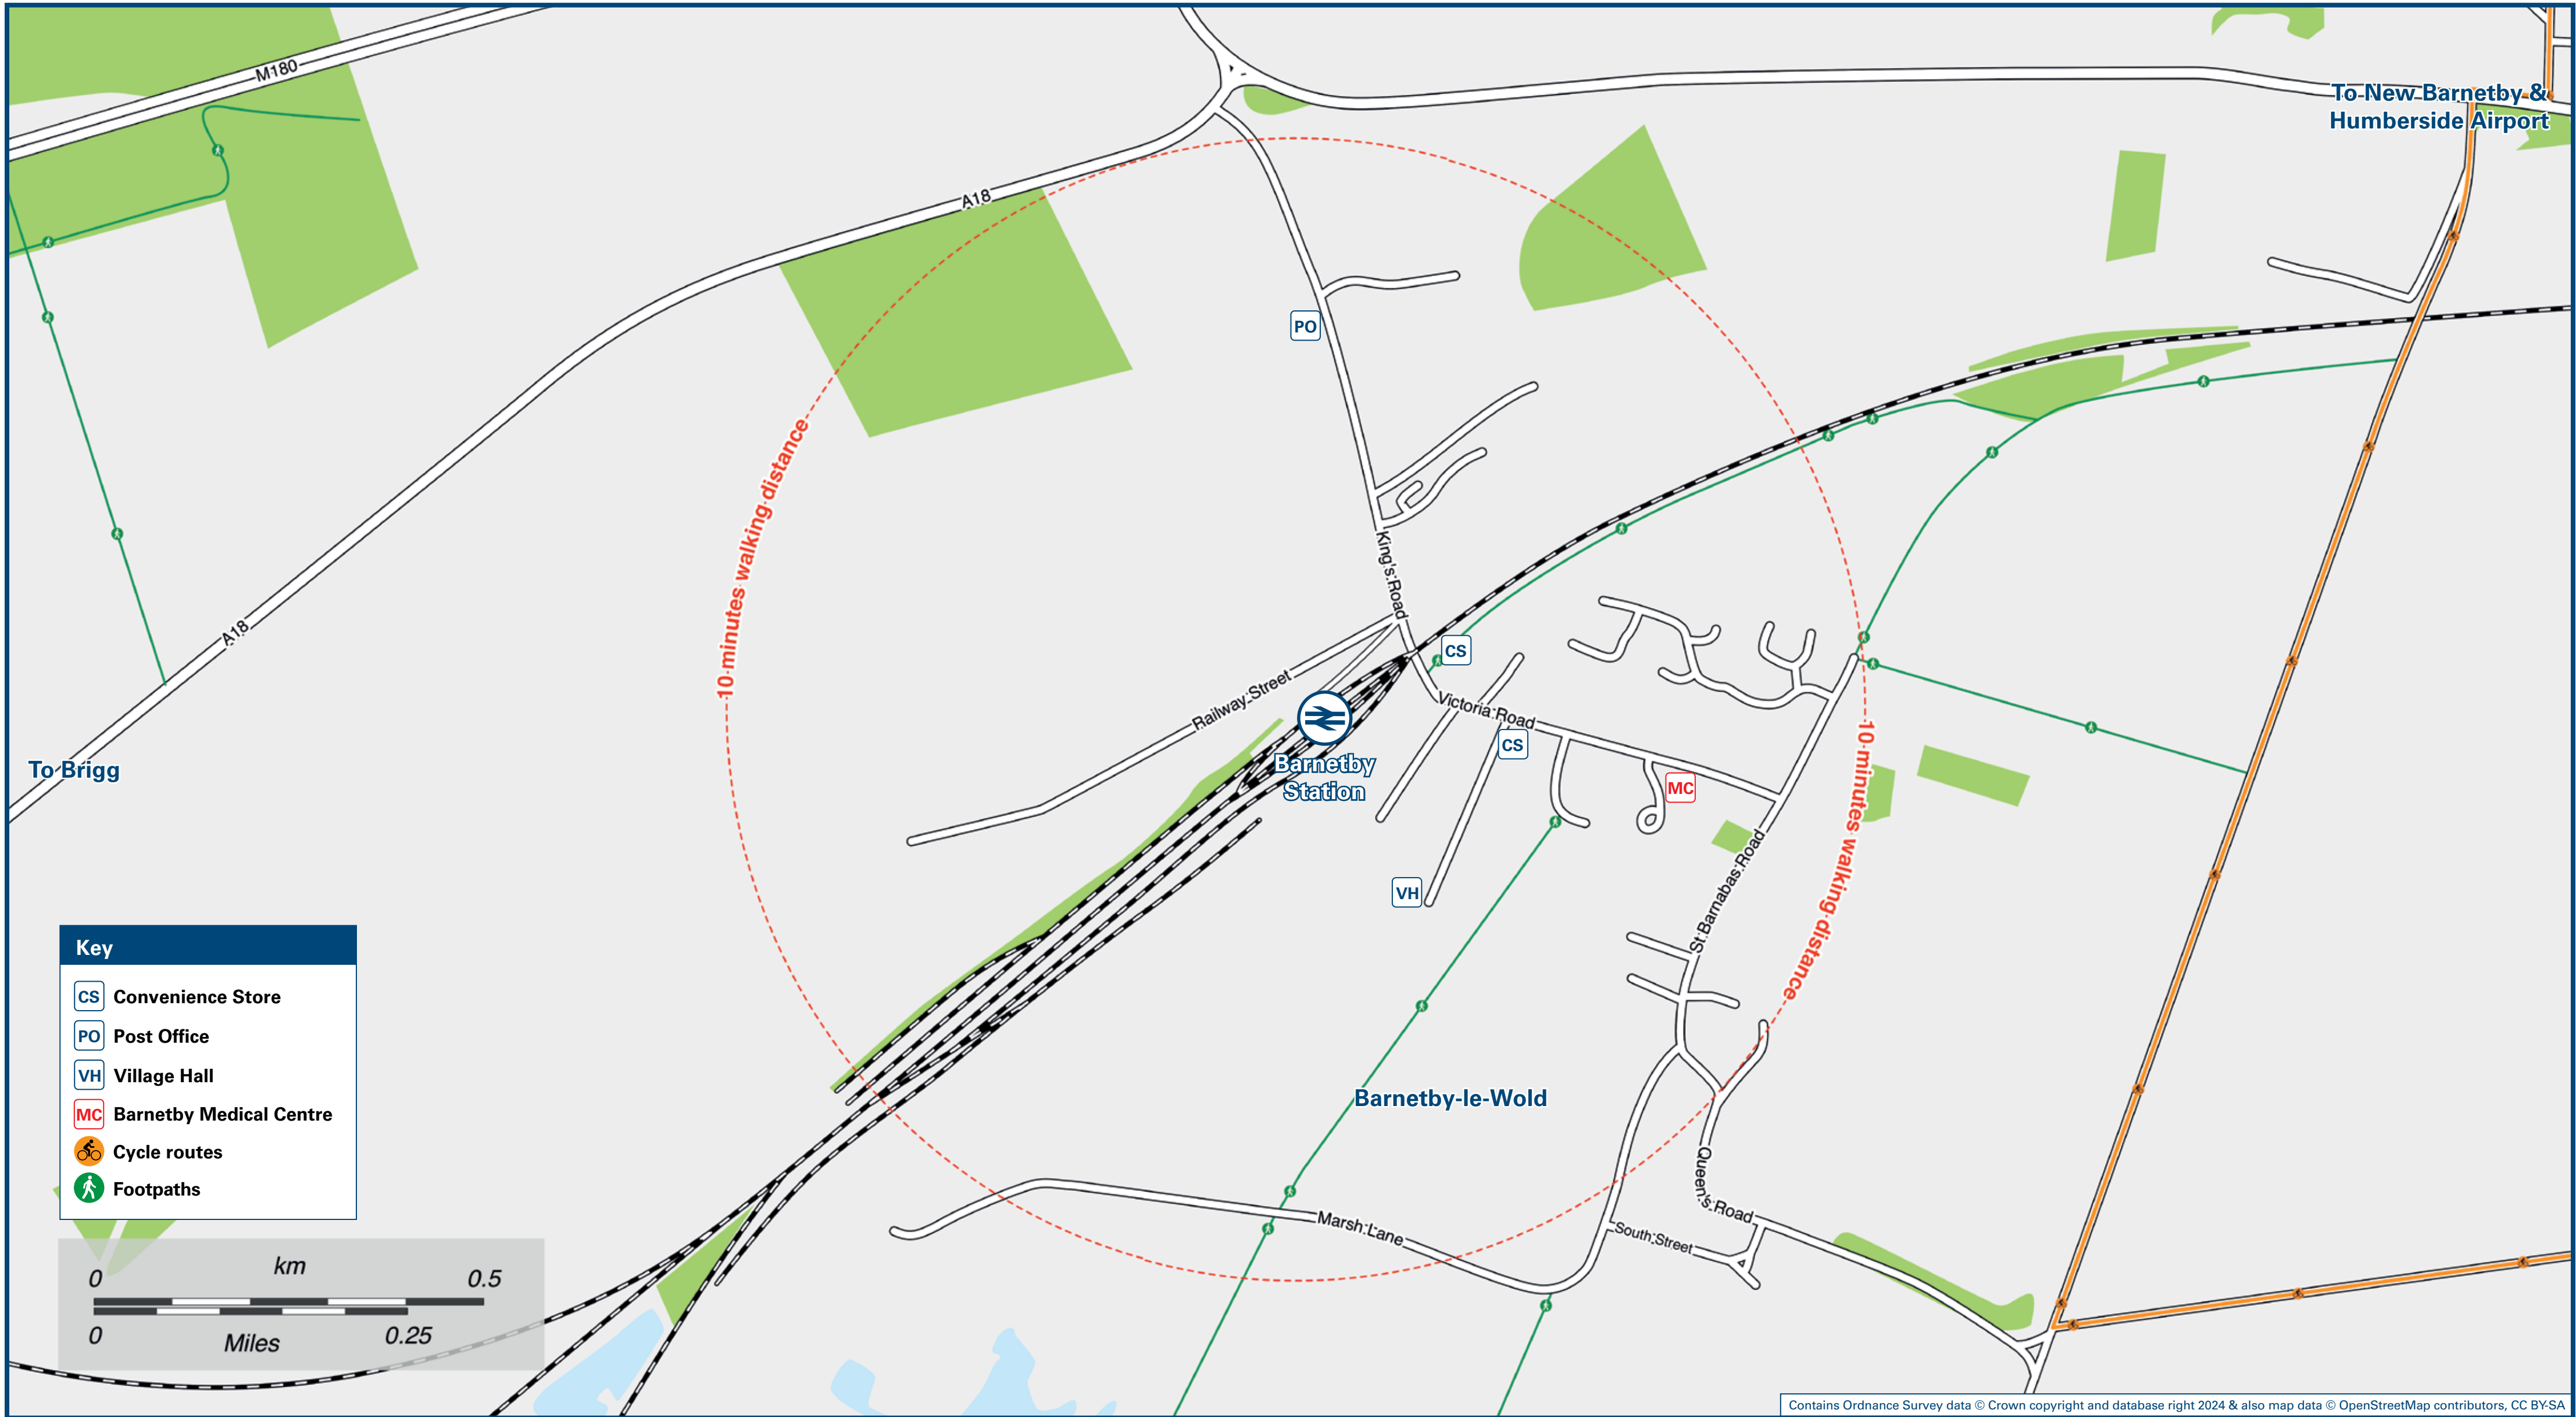 M180
A18
To New Barnetby &
Humberside Airport
PO
10 minutes walking distance
King's Road
A18
CS
Railway Street
Victoria Road
CS
To Brigg
Barnetby
Station
MC
10 minutes walking distance
VH
St Barnabas Road
Key
CS Convenience Store
PO Post Office
VH Village Hall
MC Barnetby Medical Centre
Cycle routes
Footpaths
Barnetby-le-Wold
Queen's Road
Marsh Lane
South Street
km
0 0.5
0 0.25
Miles
Contains Ordnance Survey data © Crown copyright and database right 2024 & also map data © OpenStreetMap contributors, CC BY-SA